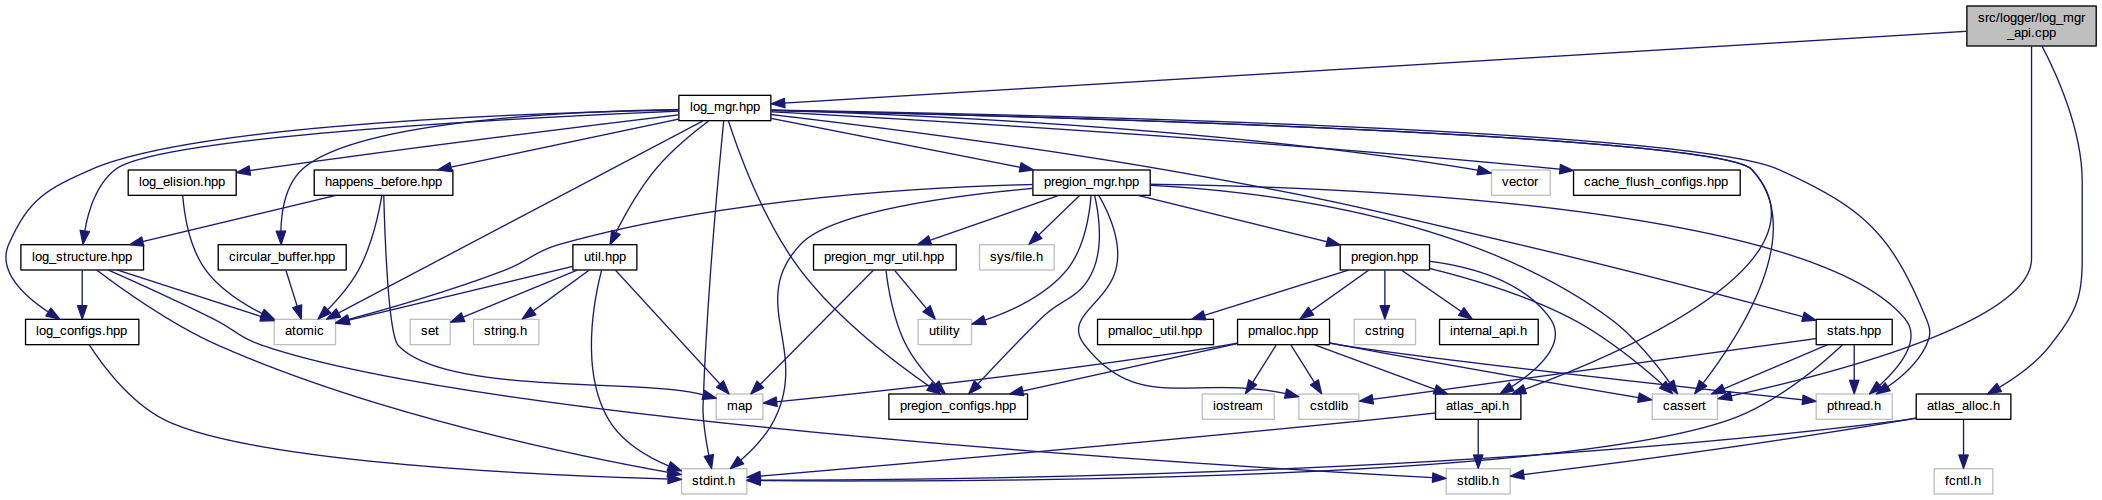 src/logger/log_mgr
_api.cpp
log_mgr.hpp
log_elision.hpp
happens_before.hpp
pregion_mgr.hpp
vector
cache_flush_configs.hpp
log_structure.hpp
circular_buffer.hpp
util.hpp
pregion_mgr_util.hpp
sys/file.h
pregion.hpp
log_configs.hpp
atomic
set
string.h
utility
pmalloc_util.hpp
pmalloc.hpp
cstring
internal_api.h
stats.hpp
map
pregion_configs.hpp
iostream
cstdlib
atlas_api.h
cassert
pthread.h
atlas_alloc.h
stdint.h
stdlib.h
fcntl.h